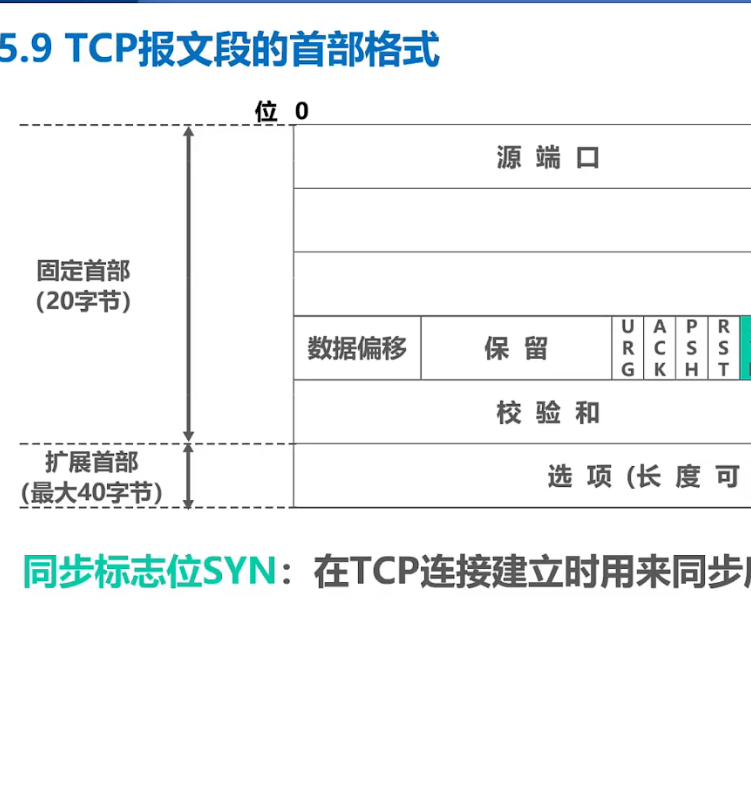 5.9 TCP报文段的首部格式
位 0
源 端 口
固定首部
(20字节)
数据偏移 保 留 URG ACK PSH RST
校 验 和
扩展首部
(最大40字节)
选 项 (长 度 可
同步标志位SYN：在TCP连接建立时用来同步